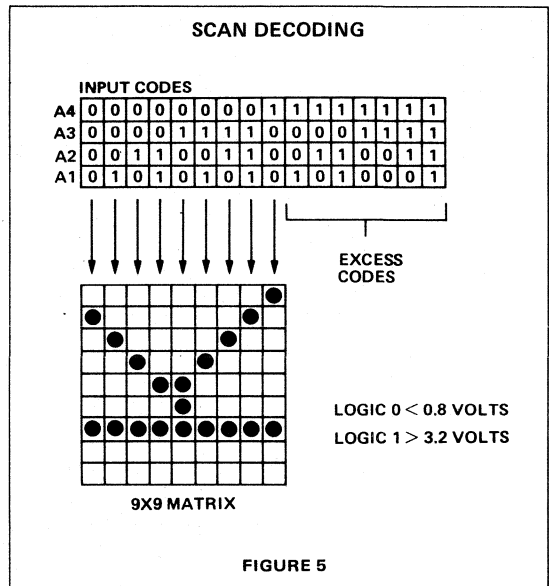 SCAN DECODING
INPUT CODES
A4 0 0 0 0 0 0 0 0 1 1 1 1 1 1 1 1
A3 0 0 0 0 1 1 1 1 0 0 0 0 1 1 1 1
A2 0 0 1 1 0 0 1 1 0 0 1 1 0 0 1 1
A1 0 1 0 1 0 1 0 1 0 1 0 1 0 0 0 1
EXCESS
CODES
LOGIC 0 < 0.8 VOLTS
LOGIC 1 > 3.2 VOLTS
9X9 MATRIX
FIGURE 5